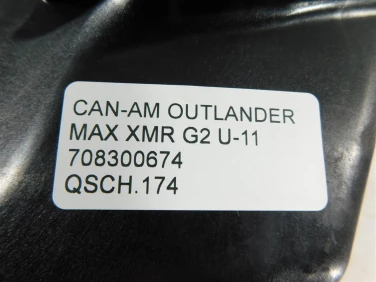 CAN-AM OUTLANDER
MAX XMR G2 U-11
708300674
QSCH.174